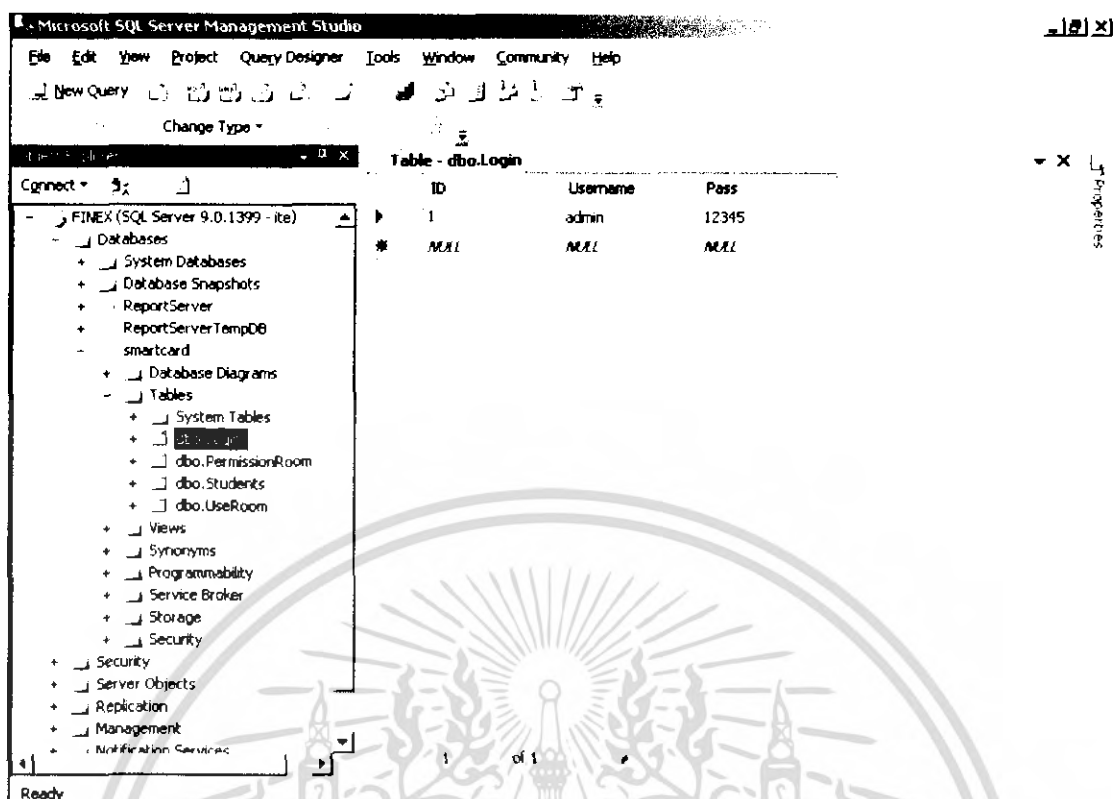 Microsoft SQL Server Management Studio
File Edit View Project Query Designer Tools Window Community Help
New Query
Change Type
Connect
FINEX (SQL Server 9.0.1399 - ite)
Databases
System Databases
Database Snapshots
ReportServer
ReportServerTempDB
smartcard
Database Diagrams
Tables
System Tables
dbo.PermissionRoom
dbo.Students
dbo.UseRoom
Views
Synonyms
Programmability
Service Broker
Storage
Security
Security
Server Objects
Replication
Management
Notification Services
Ready
Table - dbo.Login
ID Username Pass
1 admin 12345
NULL NULL NULL
1 of 1
Properties